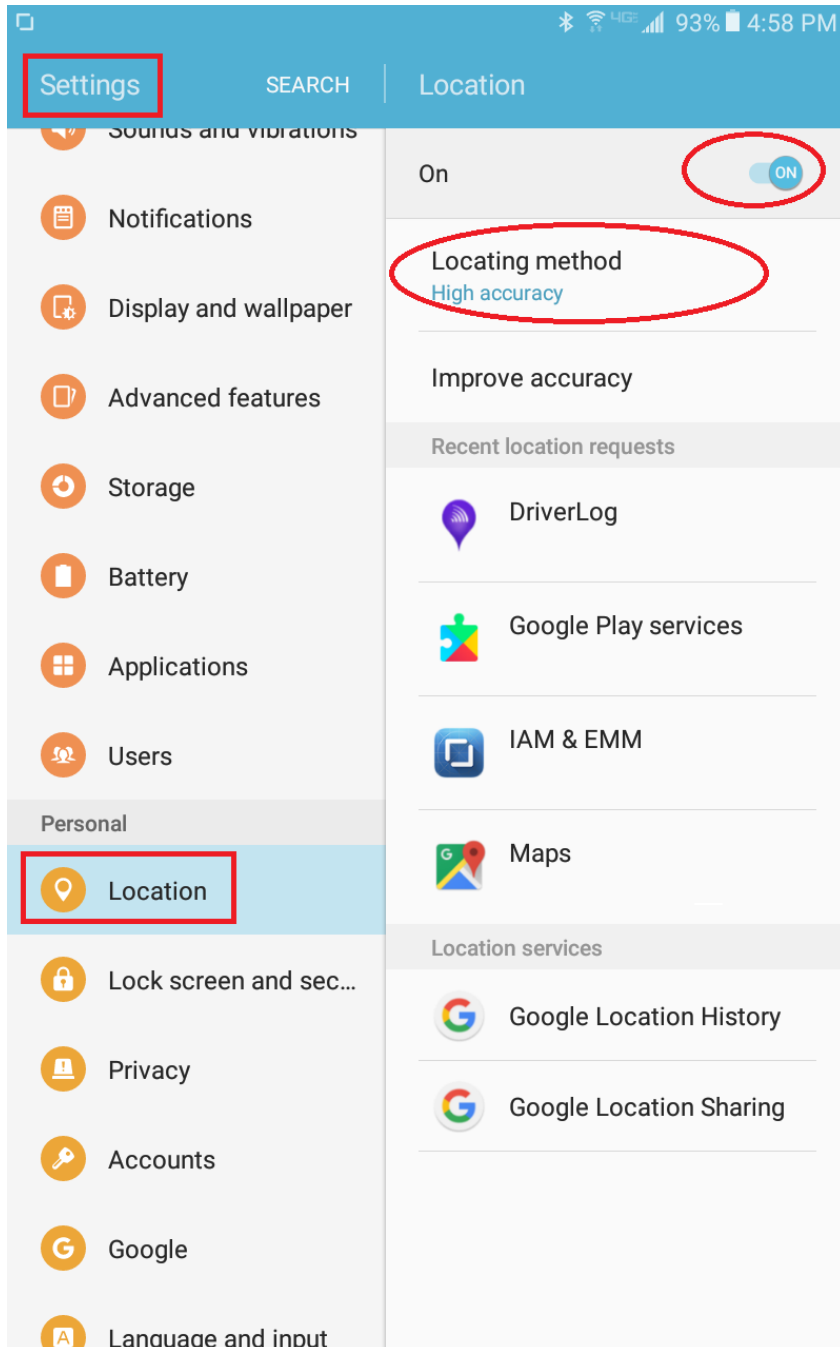 4GE 93% 4:58 PM
Settings SEARCH
Sounds and vibrations
Notifications
Display and wallpaper
Advanced features
Storage
Battery
Applications
Users
Personal
Location
Lock screen and sec...
Privacy
Accounts
Google
Language and input
Location
On ON
Locating method
High accuracy
Improve accuracy
Recent location requests
DriverLog
Google Play services
IAM & EMM
Maps
Location services
Google Location History
Google Location Sharing